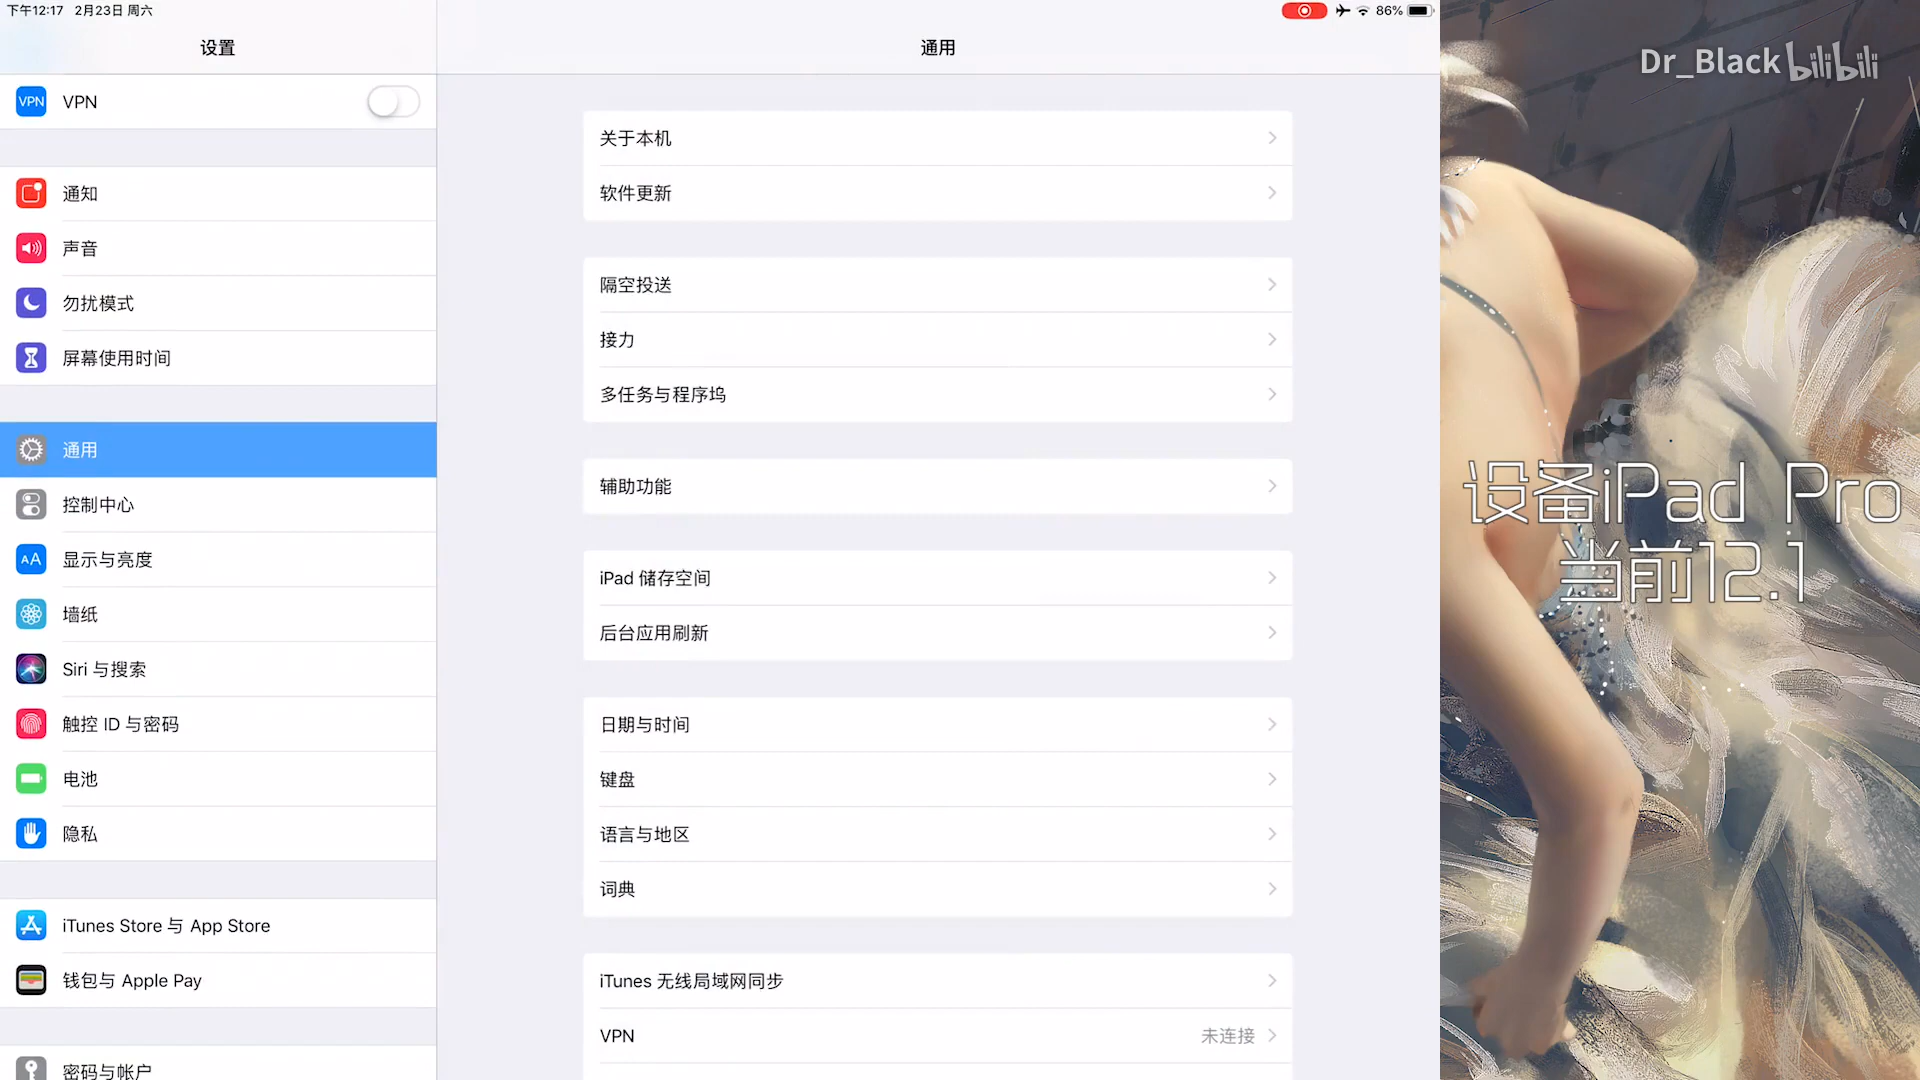 下午12:17 2月23日 周六
86%
设置
VPN
通知
声音
勿扰模式
屏幕使用时间
通用
控制中心
显示与亮度
墙纸
Siri 与搜索
触控 ID 与密码
电池
隐私
iTunes Store 与 App Store
钱包与 Apple Pay
密码与帐户
通用
关于本机
软件更新
隔空投送
接力
多任务与程序坞
辅助功能
iPad 储存空间
后台应用刷新
日期与时间
键盘
语言与地区
词典
iTunes 无线局域网同步
VPN 未连接
Dr_Black bilibili
设备iPad Pro
当前12.1